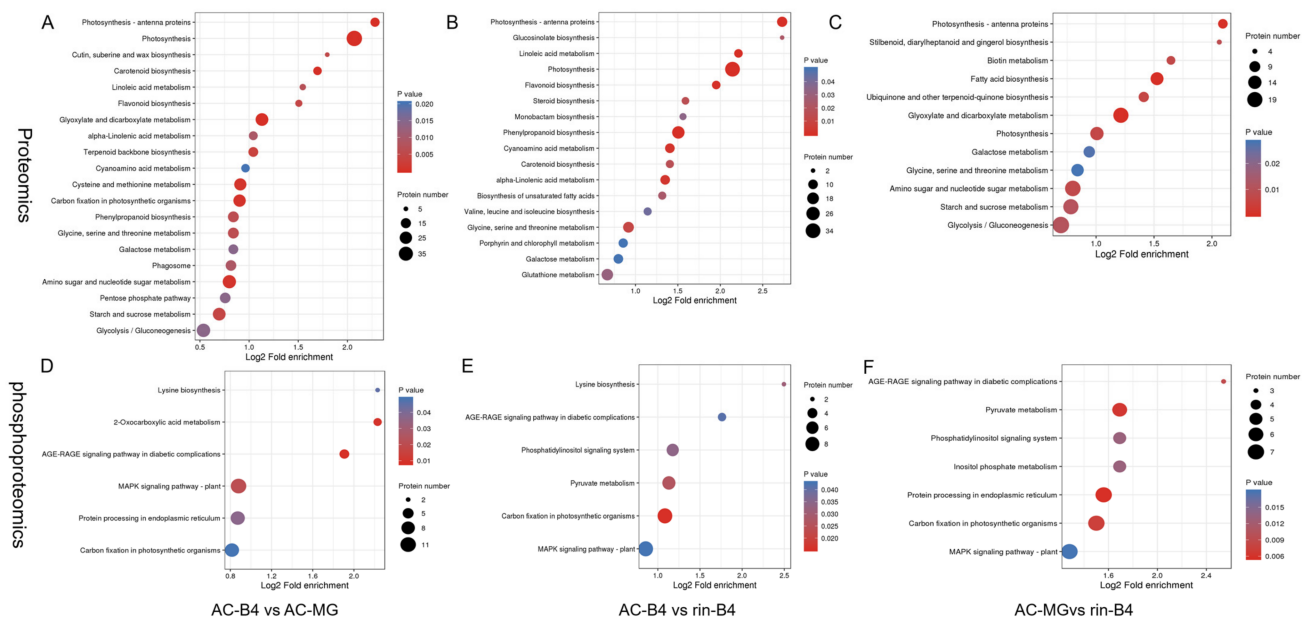 A
Photosynthesis - antenna proteins
Photosynthesis
Cutin, suberine and wax biosynthesis
Carotenoid biosynthesis
Linoleic acid metabolism
Flavonoid biosynthesis
Glyoxylate and dicarboxylate metabolism
alpha-Linolenic acid metabolism
Terpenoid backbone biosynthesis
Cyanoamino acid metabolism
Cysteine and methionine metabolism
Carbon fixation in photosynthetic organisms
Phenylpropanoid biosynthesis
Glycine, serine and threonine metabolism
Galactose metabolism
Phagosome
Amino sugar and nucleotide sugar metabolism
Pentose phosphate pathway
Starch and sucrose metabolism
Glycolysis / Gluconeogenesis
0.5 1.0 1.5 2.0
Log2 Fold enrichment
P value
0.020
0.015
0.010
0.005
Protein number
5
15
25
35
Proteomics
B
Photosynthesis - antenna proteins
Glucosinolate biosynthesis
Linoleic acid metabolism
Photosynthesis
Flavonoid biosynthesis
Steroid biosynthesis
Monobactam biosynthesis
Phenylpropanoid biosynthesis
Cyanoamino acid metabolism
Carotenoid biosynthesis
alpha-Linolenic acid metabolism
Biosynthesis of unsaturated fatty acids
Valine, leucine and isoleucine biosynthesis
Glycine, serine and threonine metabolism
Porphyrin and chlorophyll metabolism
Galactose metabolism
Glutathione metabolism
1.0 1.5 2.0 2.5
Log2 Fold enrichment
P value
0.04
0.03
0.02
0.01
Protein number
2
10
18
26
34
C
Photosynthesis - antenna proteins
Stilbenoid, diarylheptanoid and gingerol biosynthesis
Biotin metabolism
Fatty acid biosynthesis
Ubiquinone and other terpenoid-quinone biosynthesis
Glyoxylate and dicarboxylate metabolism
Photosynthesis
Galactose metabolism
Glycine, serine and threonine metabolism
Amino sugar and nucleotide sugar metabolism
Starch and sucrose metabolism
Glycolysis / Gluconeogenesis
1.0 1.5 2.0
Log2 Fold enrichment
Protein number
4
9
14
19
P value
0.02
0.01
D
Lysine biosynthesis
2-Oxocarboxylic acid metabolism
AGE-RAGE signaling pathway in diabetic complications
MAPK signaling pathway - plant
Protein processing in endoplasmic reticulum
Carbon fixation in photosynthetic organisms
0.8 1.2 1.6 2.0
Log2 Fold enrichment
P value
0.04
0.03
0.02
0.01
Protein number
2
5
8
11
phosphoproteomics
AC-B4 vs AC-MG
E
Lysine biosynthesis
AGE-RAGE signaling pathway in diabetic complications
Phosphatidylinositol signaling system
Pyruvate metabolism
Carbon fixation in photosynthetic organisms
MAPK signaling pathway - plant
1.0 1.5 2.0 2.5
Log2 Fold enrichment
Protein number
2
4
6
8
P value
0.040
0.035
0.030
0.025
0.020
AC-B4 vs rin-B4
F
AGE-RAGE signaling pathway in diabetic complications
Pyruvate metabolism
Phosphatidylinositol signaling system
Inositol phosphate metabolism
Protein processing in endoplasmic reticulum
Carbon fixation in photosynthetic organisms
MAPK signaling pathway - plant
1.6 2.0 2.4
Log2 Fold enrichment
Protein number
3
4
5
6
7
P value
0.015
0.012
0.009
0.006
AC-MGvs rin-B4